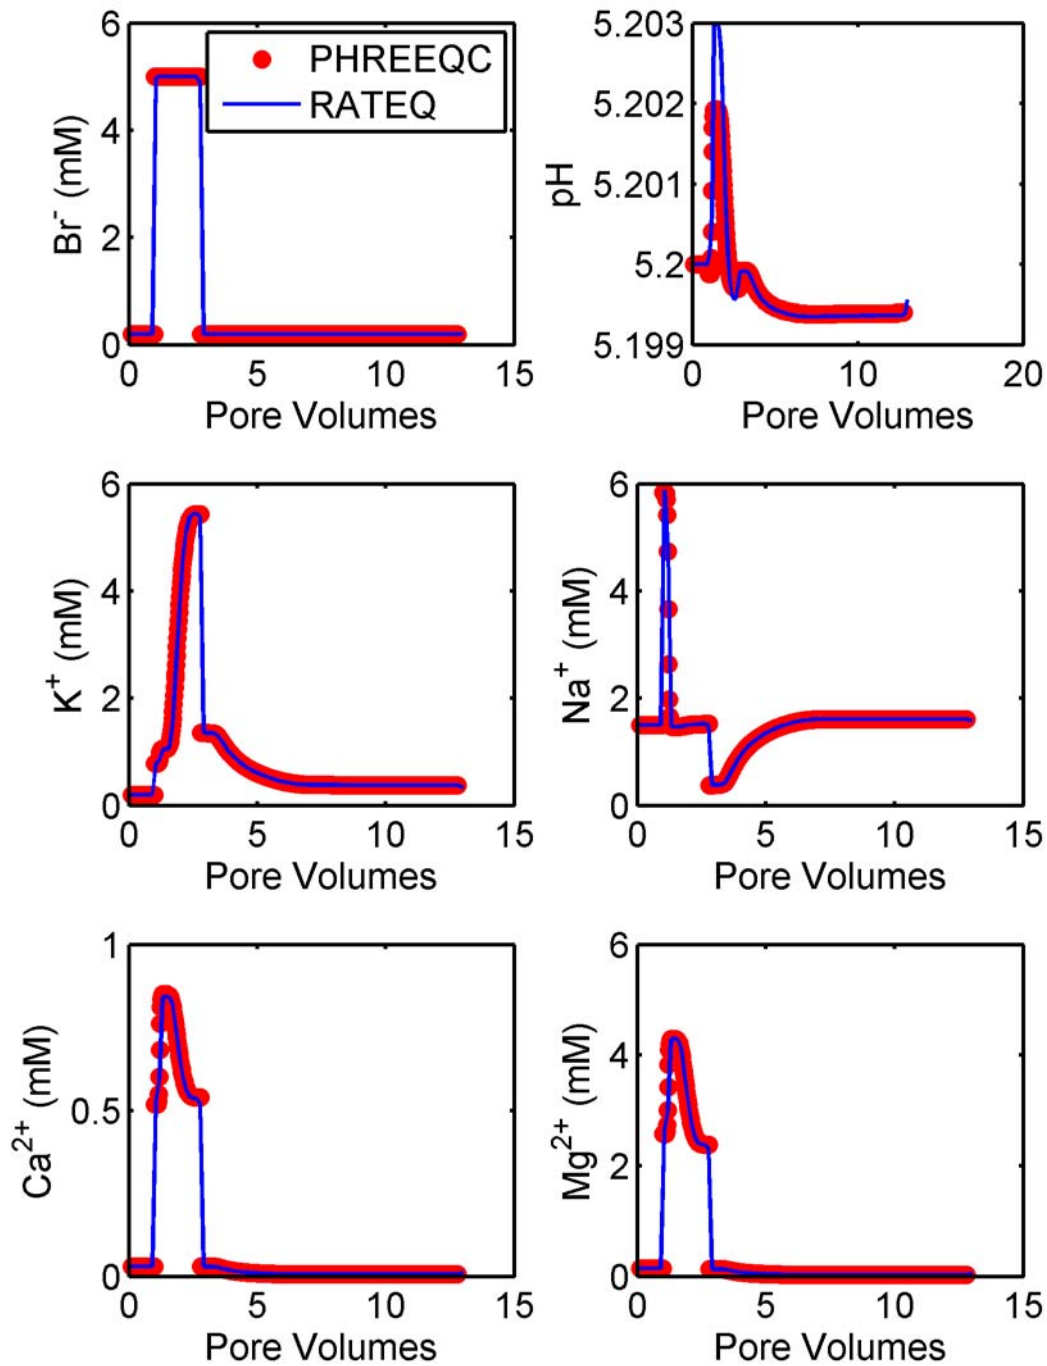 6
4
2
0
Br⁻ (mM)
PHREEQC
RATEQ
0 5 10 15
Pore Volumes
5.203
5.202
5.201
5.2
5.199
pH
0 10 20
Pore Volumes
6
4
2
0
K⁺ (mM)
0 5 10 15
Pore Volumes
6
4
2
0
Na⁺ (mM)
0 5 10 15
Pore Volumes
1
0.5
0
Ca²⁺ (mM)
0 5 10 15
Pore Volumes
6
4
2
0
Mg²⁺ (mM)
0 5 10 15
Pore Volumes